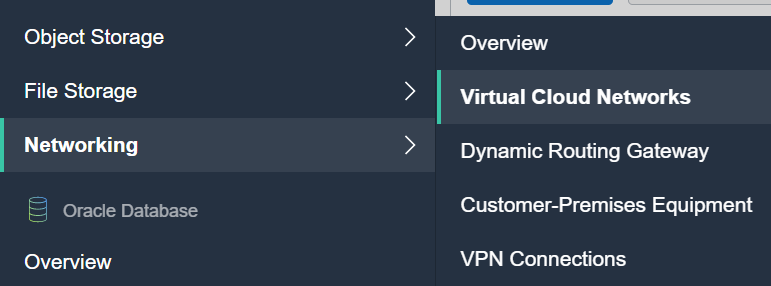 Object Storage
File Storage
Networking
Oracle Database
Overview
Overview
Virtual Cloud Networks
Dynamic Routing Gateway
Customer-Premises Equipment
VPN Connections